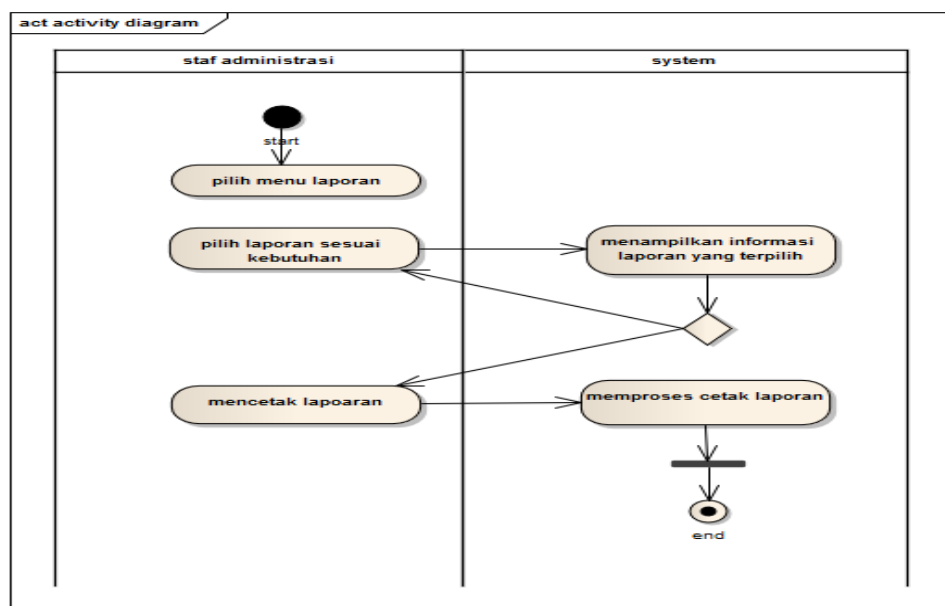 act activity diagram
staf administrasi
system
start
pilih menu laporan
pilih laporan sesuai
kebutuhan
menampilkan informasi
laporan yang terpilih
mencetak lapoaran
memproses cetak laporan
end